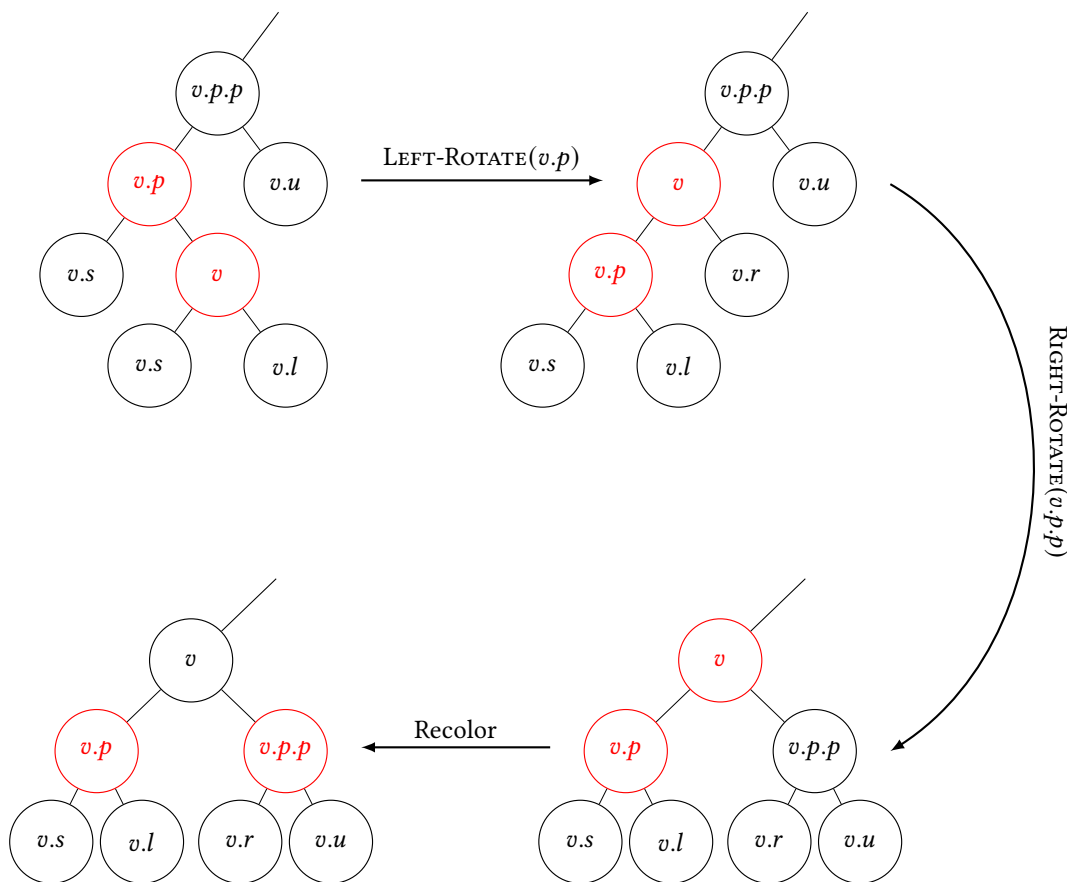 v.p.p
v.p
v.u
v.s
v
v.s
v.l
LEFT-ROTATE(v.p)
v.p.p
v
v.u
v.p
v.r
v.s
v.l
RIGHT-ROTATE(v.p.p)
v
v.p
v.p.p
v.s
v.l
v.r
v.u
Recolor
v
v.p
v.p.p
v.s
v.l
v.r
v.u